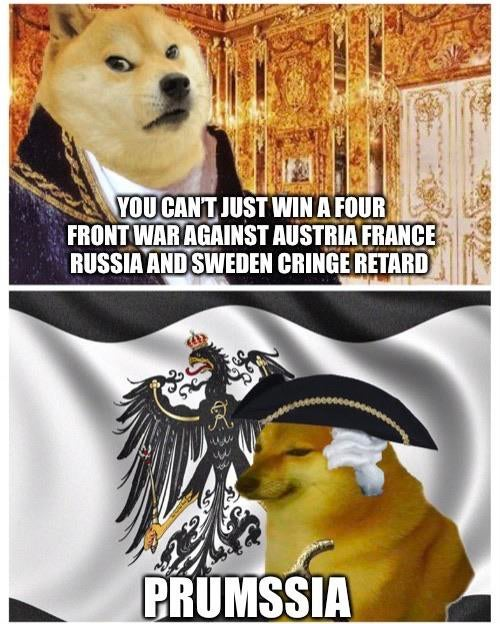 YOU CAN'T JUST WIN A FOUR
FRONT WAR AGAINST AUSTRIA FRANCE
RUSSIA AND SWEDEN CRINGE RETARD
PRUMSSIA